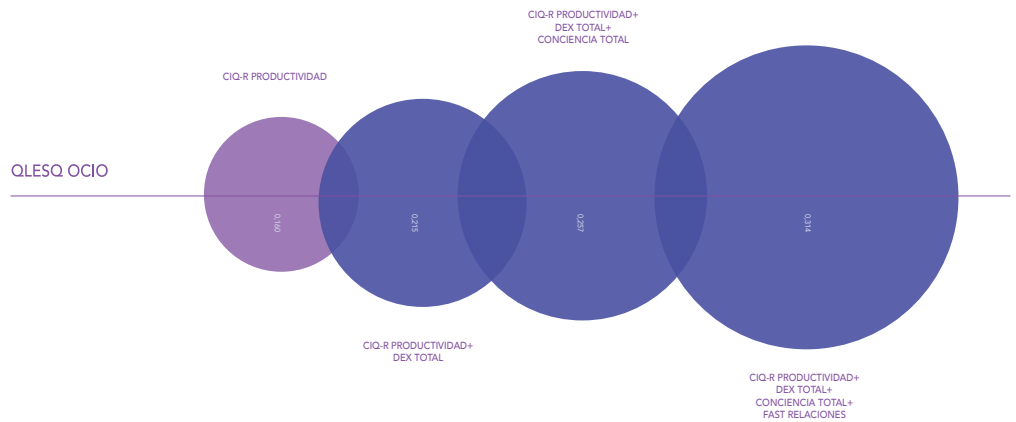 CIQ-R PRODUCTIVIDAD+
DEX TOTAL+
CONCIENCIA TOTAL
CIQ-R PRODUCTIVIDAD
QLESQ OCIO
0,160
0,215
0,257
0,314
CIQ-R PRODUCTIVIDAD+
DEX TOTAL
CIQ-R PRODUCTIVIDAD+
DEX TOTAL+
CONCIENCIA TOTAL+
FAST RELACIONES